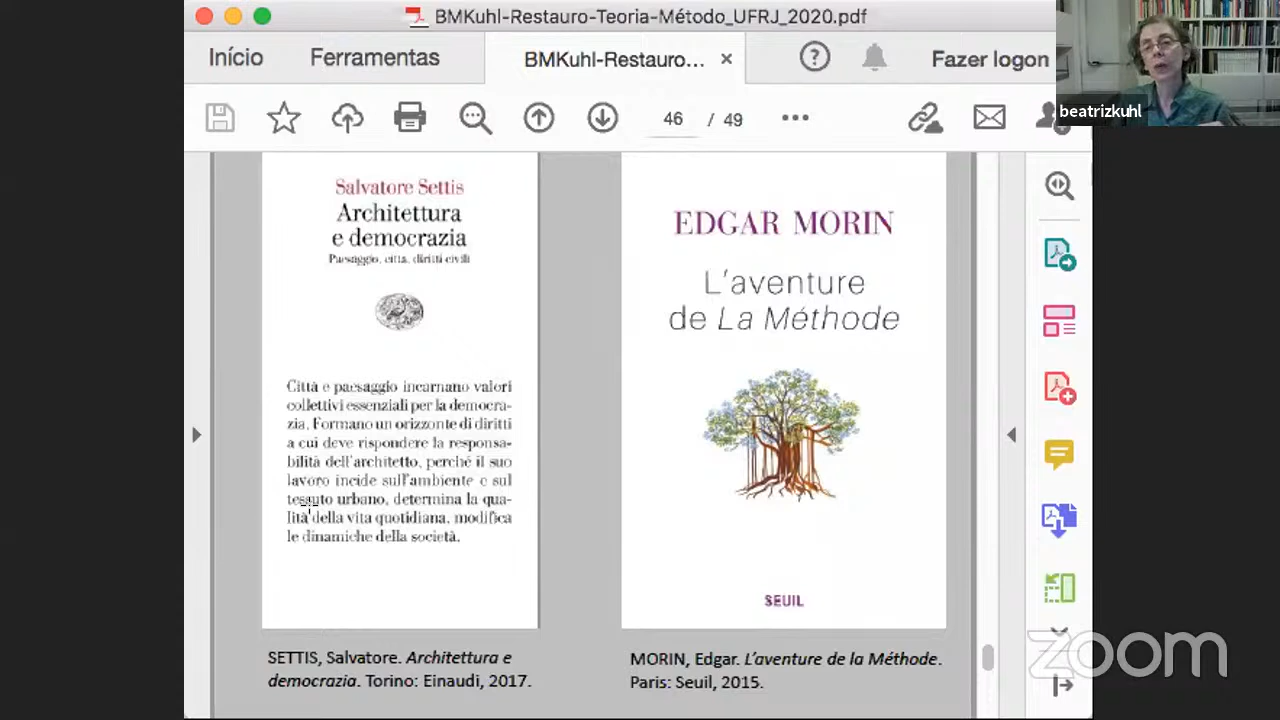 BMKuhl-Restauro-Teoria-Método_UFRJ_2020.pdf
Início
Ferramentas
BMKuhl-Restauro...
Fazer logon
46 / 49
beatrizkuhl
Salvatore Settis
Architettura
e democrazia
Paesaggio, città, diritti civili
Città e paesaggio incarnano valori
collettivi essenziali per la democra-
zia. Formano un orizzonte di diritti
a cui deve rispondere la responsa-
bilità dell'architetto, perché il suo
lavoro incide sull'ambiente e sul
tessuto urbano, determina la qua-
lità della vita quotidiana, modifica
le dinamiche della società.
SETTIS, Salvatore. Architettura e
democrazia. Torino: Einaudi, 2017.
EDGAR MORIN
L'aventure
de La Méthode
SEUIL
MORIN, Edgar. L'aventure de la Méthode.
Paris: Seuil, 2015.
zoom